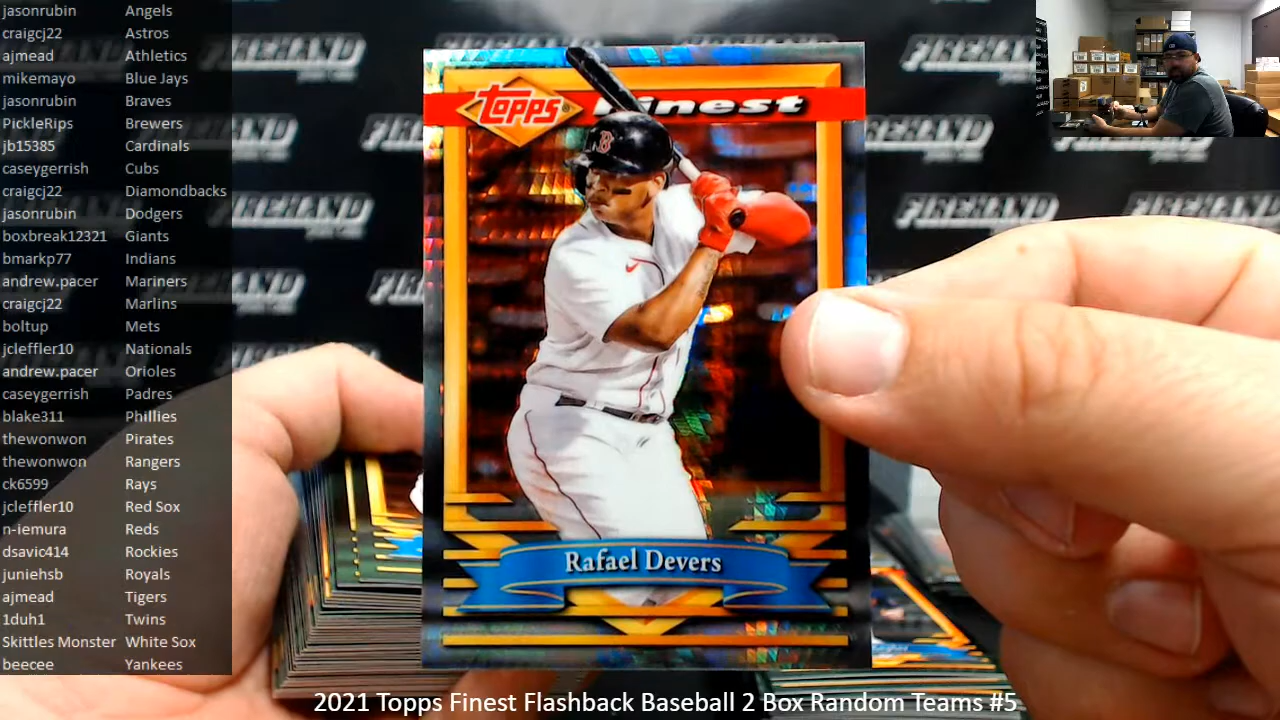 jasonrubin Angels
craigcj22 Astros
ajmead Athletics
mikemayo Blue Jays
jasonrubin Braves
PickleRips Brewers
jb15385 Cardinals
caseygerrish Cubs
craigcj22 Diamondbacks
jasonrubin Dodgers
boxbreak12321 Giants
bmarkp77 Indians
andrew.pacer Mariners
craigcj22 Marlins
boltup Mets
jcleffler10 Nationals
andrew.pacer Orioles
caseygerrish Padres
blake311 Phillies
thewonwon Pirates
thewonwon Rangers
ck6599 Rays
jcleffler10 Red Sox
n-iemura Reds
dsavic414 Rockies
juniehsb Royals
ajmead Tigers
1duh1 Twins
Skittles Monster White Sox
beecee Yankees
Topps® Finest
B
Rafael Devers
FIREHAND
FIREHAND
FIREHAND
FIREHAND
2021 Topps Finest Flashback Baseball 2 Box Random Teams #5